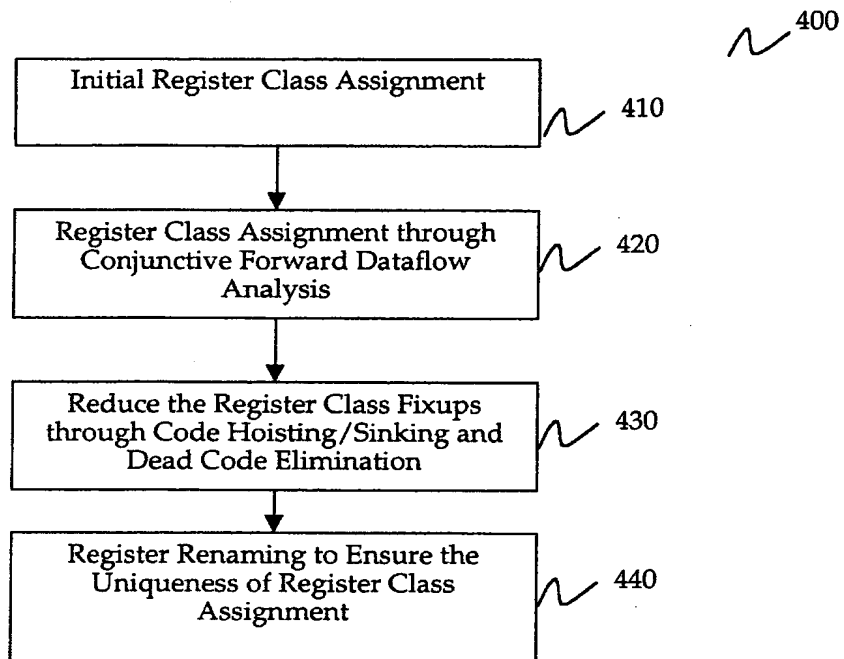 400
Initial Register Class Assignment
410
Register Class Assignment through
Conjunctive Forward Dataflow
Analysis
420
Reduce the Register Class Fixups
through Code Hoisting/Sinking and
Dead Code Elimination
430
Register Renaming to Ensure the
Uniqueness of Register Class
Assignment
440